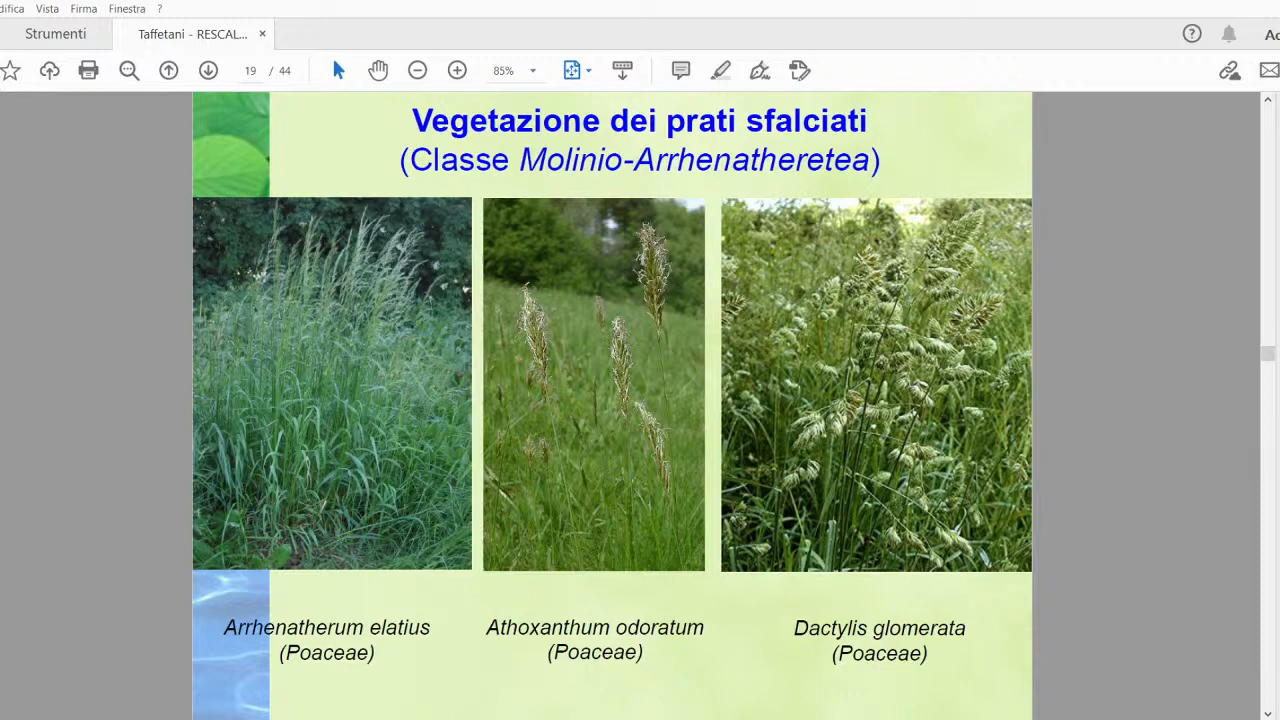 difica Vista Firma Finestra ?
Strumenti Taffetani - RESCAL... ×
19 / 44 85%
Vegetazione dei prati sfalciati
(Classe Molinio-Arrhenatheretea)
Arrhenatherum elatius
(Poaceae)
Athoxanthum odoratum
(Poaceae)
Dactylis glomerata
(Poaceae)
Ac